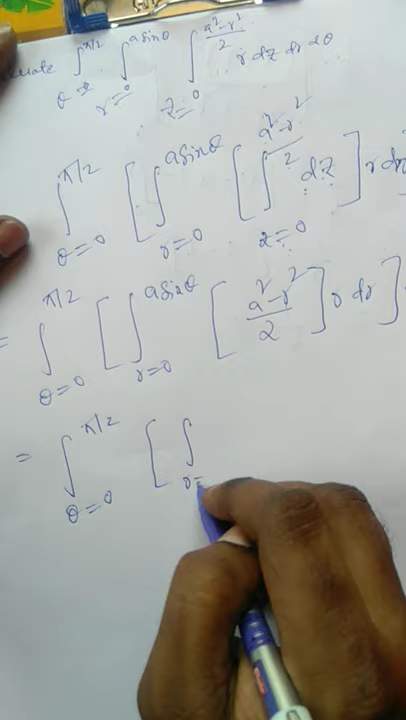 uate ∫_{θ=0}^{π/2} ∫_{r=0}^{a sinθ} ∫_{z=0}^{(a²-r²)/2} r dz dr dθ
∫_{θ=0}^{π/2} [ ∫_{r=0}^{a sinθ} [ ∫_{z=0}^{(a²-r²)/2} dz ] r dr
= ∫_{θ=0}^{π/2} [ ∫_{r=0}^{a sinθ} [ (a²-r²)/2 ] r dr ]
= ∫_{θ=0}^{π/2} [ ∫_{r=